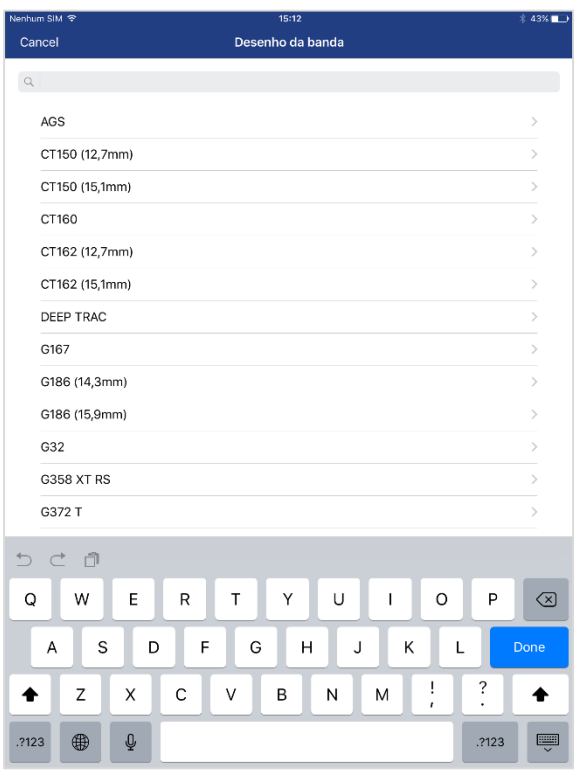 Nenhum SIM 15:12 43%
Cancel Desenho da banda
AGS
CT150 (12,7mm)
CT150 (15,1mm)
CT160
CT162 (12,7mm)
CT162 (15,1mm)
DEEP TRAC
G167
G186 (14,3mm)
G186 (15,9mm)
G32
G358 XT RS
G372 T
Q W E R T Y U I O P
A S D F G H J K L Done
Z X C V B N M ! , ? .
.?123 .?123